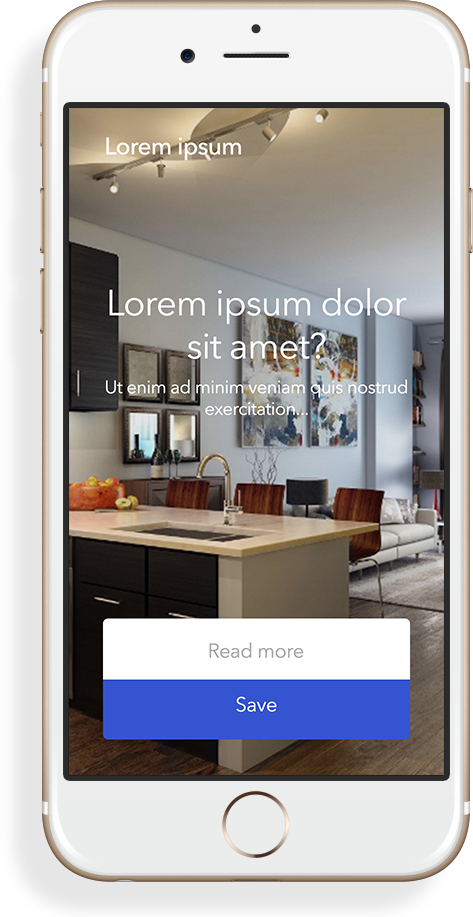 Lorem ipsum
Lorem ipsum dolor
sit amet?
Ut enim ad minim veniam quis nostrud
exercitation...
Read more
Save